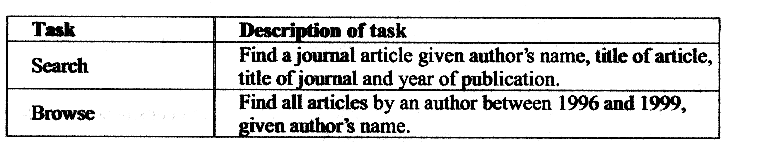 Task Description of task
Search Find a journal article given author's name, title of article,
title of journal and year of publication.
Browse Find all articles by an author between 1996 and 1999,
given author's name.